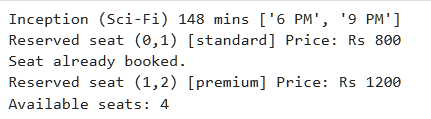 Inception (Sci-Fi) 148 mins ['6 PM', '9 PM']
Reserved seat (0,1) [standard] Price: Rs 800
Seat already booked.
Reserved seat (1,2) [premium] Price: Rs 1200
Available seats: 4